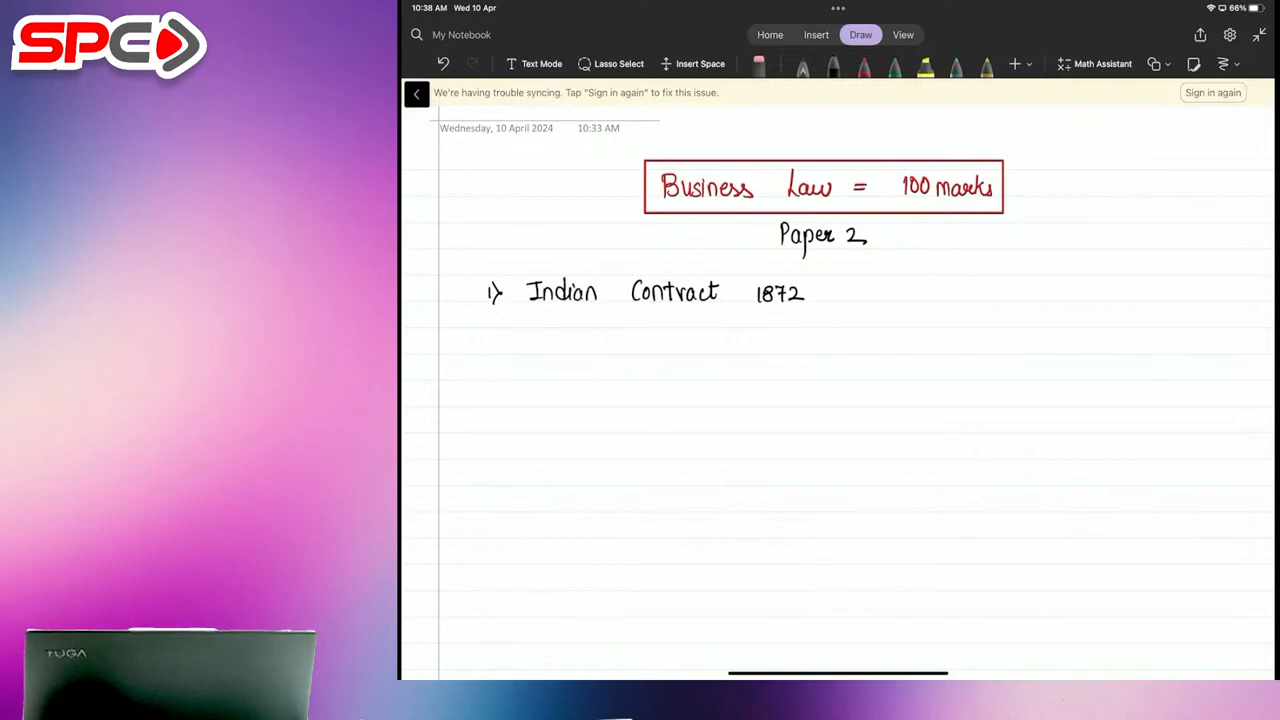 SPC
10:38 AM Wed 10 Apr
66%
My Notebook
Home Insert Draw View
Text Mode Lasso Select Insert Space Math Assistant
We're having trouble syncing. Tap "Sign in again" to fix this issue.
Sign in again
Wednesday, 10 April 2024 10:33 AM
Business Law = 100 marks
Paper 2
1) Indian Contract 1872